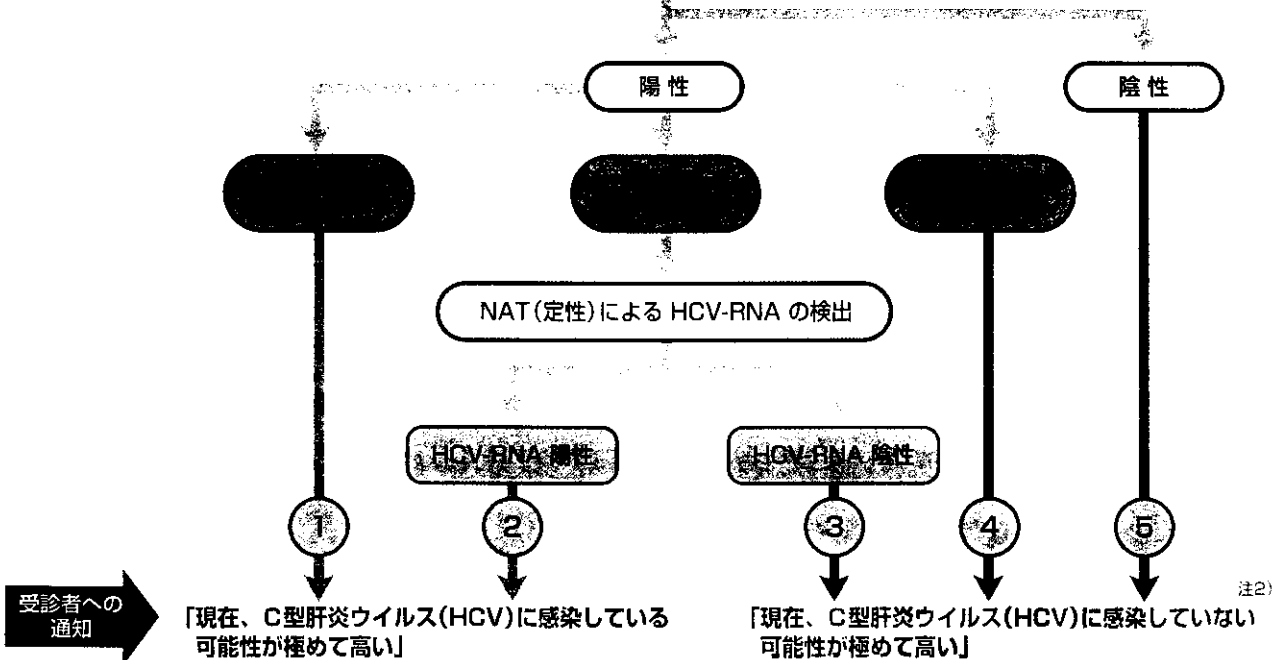 陽性
陰性
NAT(定性)による HCV-RNA の検出
HCV-RNA 陽性
HCV-RNA 陰性
1
2
3
4
5
受診者への
通知
「現在、C型肝炎ウイルス(HCV)に感染している
可能性が極めて高い」
注2)
「現在、C型肝炎ウイルス(HCV)に感染していない
可能性が極めて高い」